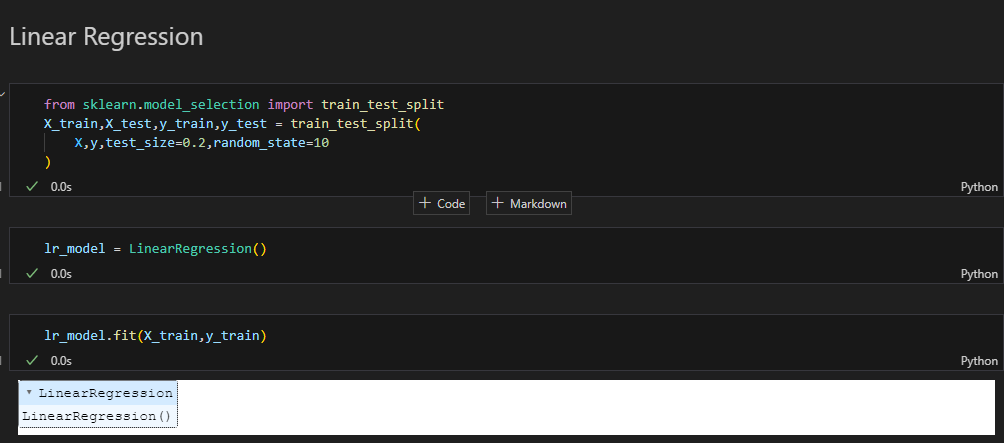 Linear Regression
from sklearn.model_selection import train_test_split
X_train,X_test,y_train,y_test = train_test_split(
    X,y,test_size=0.2,random_state=10
)
0.0s
Python
+ Code
+ Markdown
lr_model = LinearRegression()
0.0s
Python
lr_model.fit(X_train,y_train)
0.0s
Python
LinearRegression
LinearRegression()